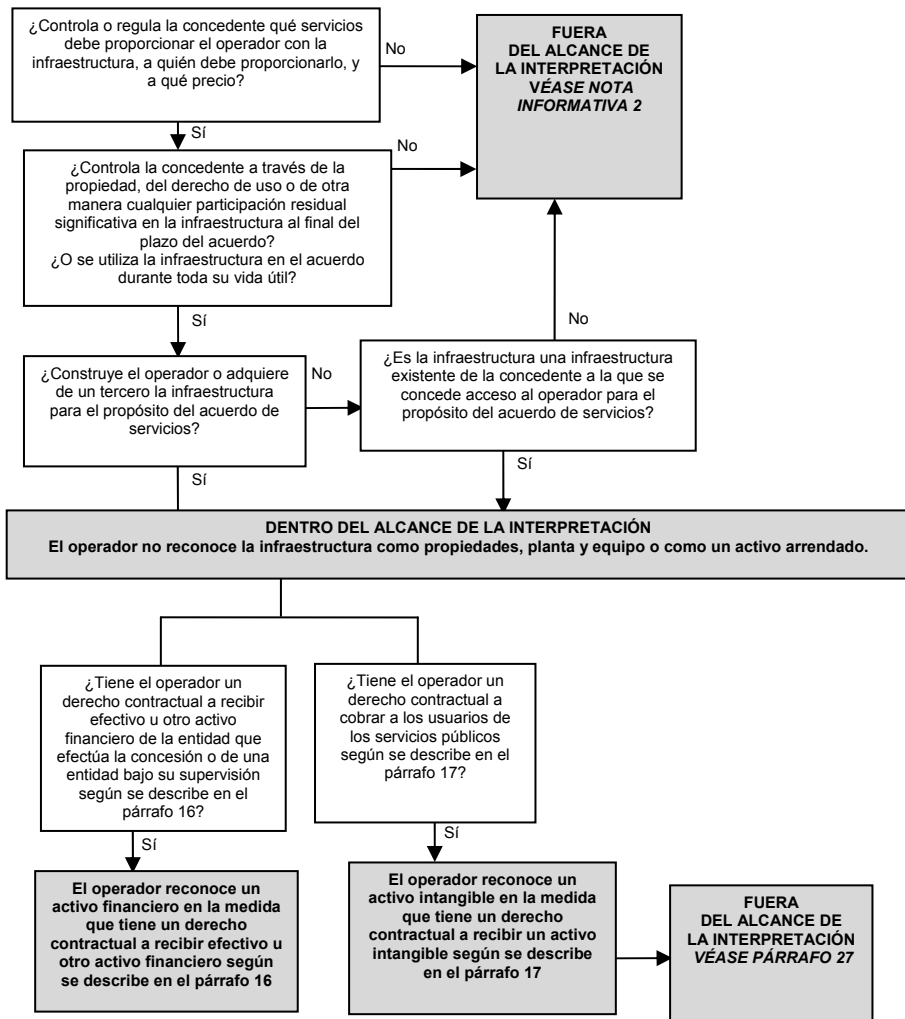 ¿Controla o regula la concedente qué servicios
debe proporcionar el operador con la
infraestructura, a quién debe proporcionarlo, y
a qué precio?
No
FUERA
DEL ALCANCE DE
LA INTERPRETACIÓN
VÉASE NOTA
INFORMATIVA 2
Sí
¿Controla la concedente a través de la
propiedad, del derecho de uso o de otra
manera cualquier participación residual
significativa en la infraestructura al final del
plazo del acuerdo?
¿O se utiliza la infraestructura en el acuerdo
durante toda su vida útil?
No
Sí
No
¿Construye el operador o adquiere
de un tercero la infraestructura
para el propósito del acuerdo de
servicios?
No
¿Es la infraestructura una infraestructura
existente de la concedente a la que se
concede acceso al operador para el
propósito del acuerdo de servicios?
Sí
Sí
DENTRO DEL ALCANCE DE LA INTERPRETACIÓN
El operador no reconoce la infraestructura como propiedades, planta y equipo o como un activo arrendado.
¿Tiene el operador un
derecho contractual a recibir
efectivo u otro activo
financiero de la entidad que
efectúa la concesión o de una
entidad bajo su supervisión
según se describe en el
párrafo 16?
¿Tiene el operador un
derecho contractual a
cobrar a los usuarios de
los servicios públicos
según se describe en el
párrafo 17?
Sí
Sí
El operador reconoce un
activo financiero en la medida
que tiene un derecho
contractual a recibir efectivo u
otro activo financiero según
se describe en el párrafo 16
El operador reconoce un
activo intangible en la medida
que tiene un derecho
contractual a recibir un activo
intangible según se describe
en el párrafo 17
FUERA
DEL ALCANCE DE
LA INTERPRETACIÓN
VÉASE PÁRRAFO 27